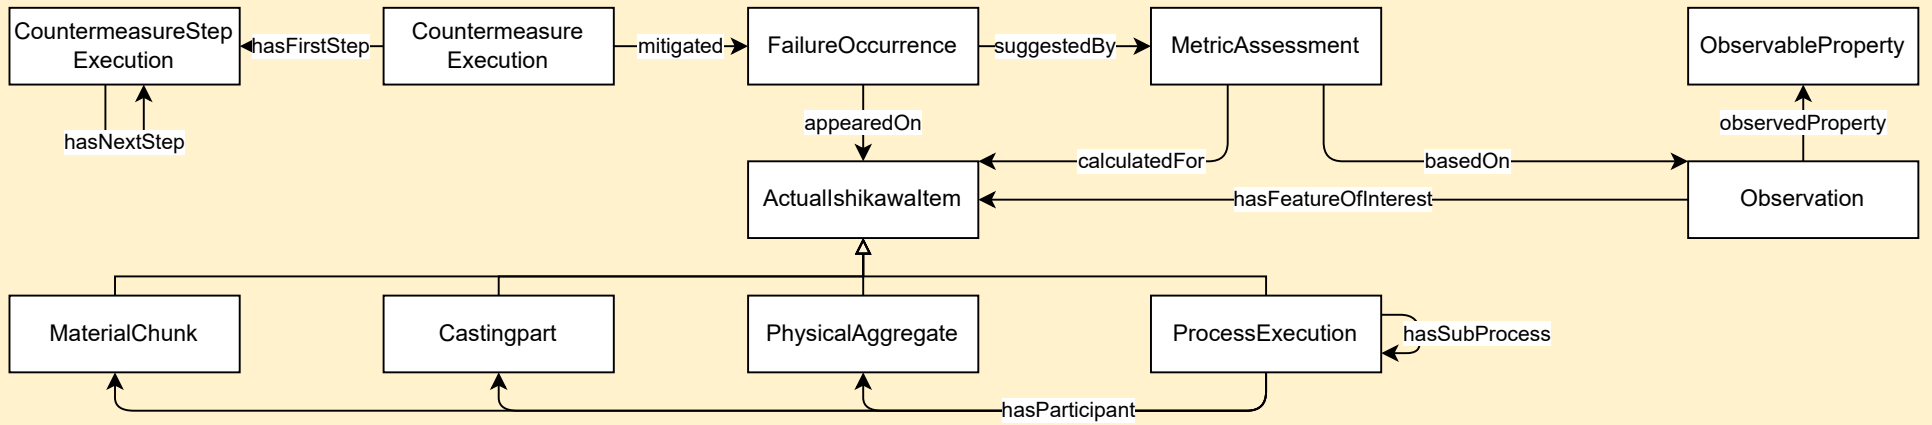 CountermeasureStep
Execution
hasFirstStep
Countermeasure
Execution
mitigated
FailureOccurrence
suggestedBy
MetricAssessment
ObservableProperty
hasNextStep
appearedOn
observedProperty
calculatedFor
basedOn
ActualIshikawaItem
hasFeatureOfInterest
Observation
MaterialChunk
Castingpart
PhysicalAggregate
ProcessExecution
hasSubProcess
hasParticipant